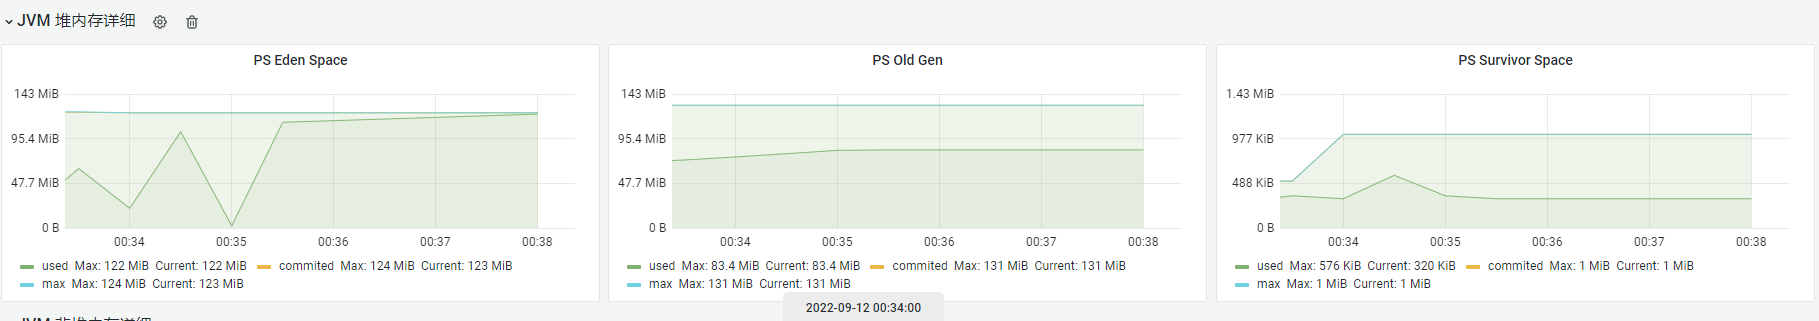 JVM 堆内存详细
PS Eden Space
143 MiB
95.4 MiB
47.7 MiB
0 B
00:34 00:35 00:36 00:37 00:38
used Max: 122 MiB Current: 122 MiB commited Max: 124 MiB Current: 123 MiB
max Max: 124 MiB Current: 123 MiB
PS Old Gen
143 MiB
95.4 MiB
47.7 MiB
0 B
00:34 00:35 00:36 00:37 00:38
used Max: 83.4 MiB Current: 83.4 MiB commited Max: 131 MiB Current: 131 MiB
max Max: 131 MiB Current: 131 MiB
PS Survivor Space
1.43 MiB
977 KiB
488 KiB
0 B
00:34 00:35 00:36 00:37 00:38
used Max: 576 KiB Current: 320 KiB commited Max: 1 MiB Current: 1 MiB
max Max: 1 MiB Current: 1 MiB
2022-09-12 00:34:00
JVM 非堆内存详细